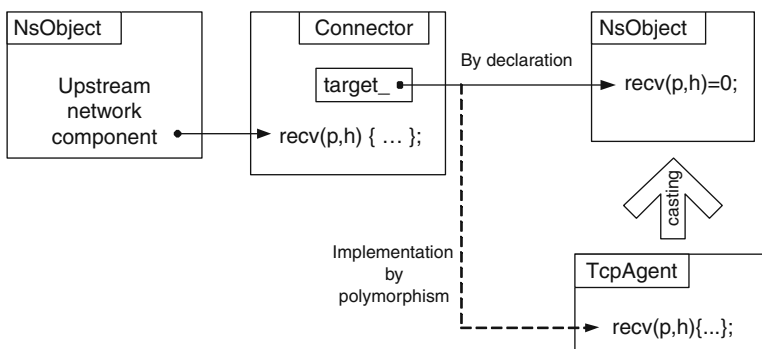 NsObject
Upstream
network
component
Connector
target_
recv(p,h) { ... };
By declaration
NsObject
recv(p,h)=0;
casting
Implementation
by
polymorphism
TcpAgent
recv(p,h){...};